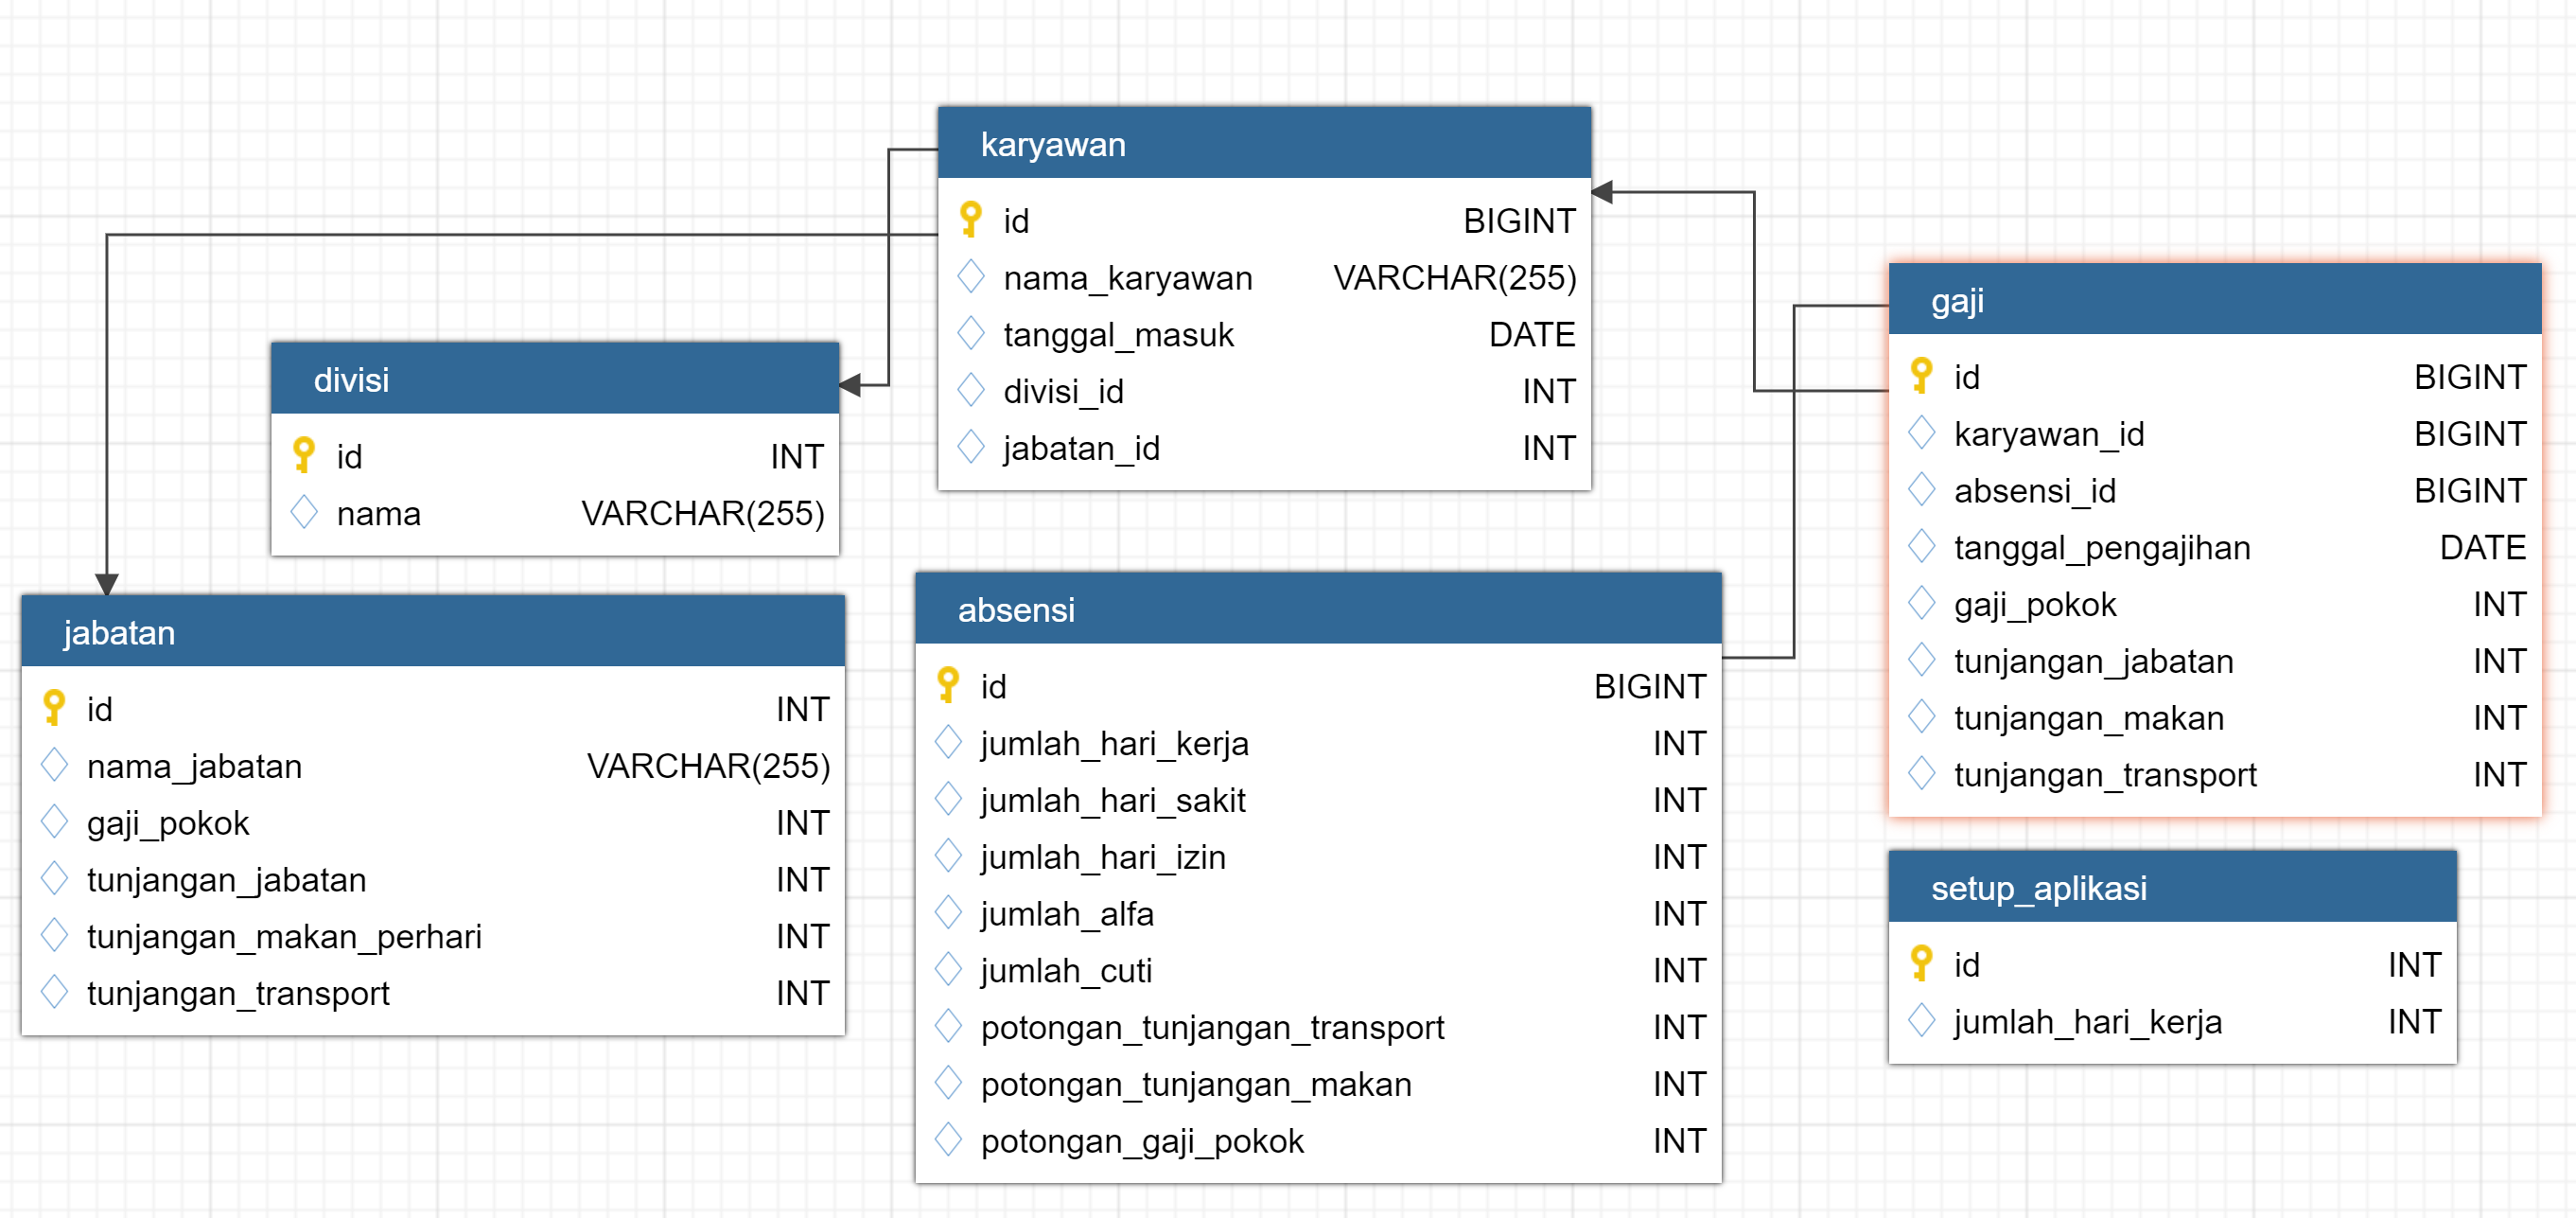 karyawan
id BIGINT
nama_karyawan VARCHAR(255)
tanggal_masuk DATE
divisi_id INT
jabatan_id INT
divisi
id INT
nama VARCHAR(255)
jabatan
id INT
nama_jabatan VARCHAR(255)
gaji_pokok INT
tunjangan_jabatan INT
tunjangan_makan_perhari INT
tunjangan_transport INT
absensi
id BIGINT
jumlah_hari_kerja INT
jumlah_hari_sakit INT
jumlah_hari_izin INT
jumlah_alfa INT
jumlah_cuti INT
potongan_tunjangan_transport INT
potongan_tunjangan_makan INT
potongan_gaji_pokok INT
gaji
id BIGINT
karyawan_id BIGINT
absensi_id BIGINT
tanggal_pengajihan DATE
gaji_pokok INT
tunjangan_jabatan INT
tunjangan_makan INT
tunjangan_transport INT
setup_aplikasi
id INT
jumlah_hari_kerja INT